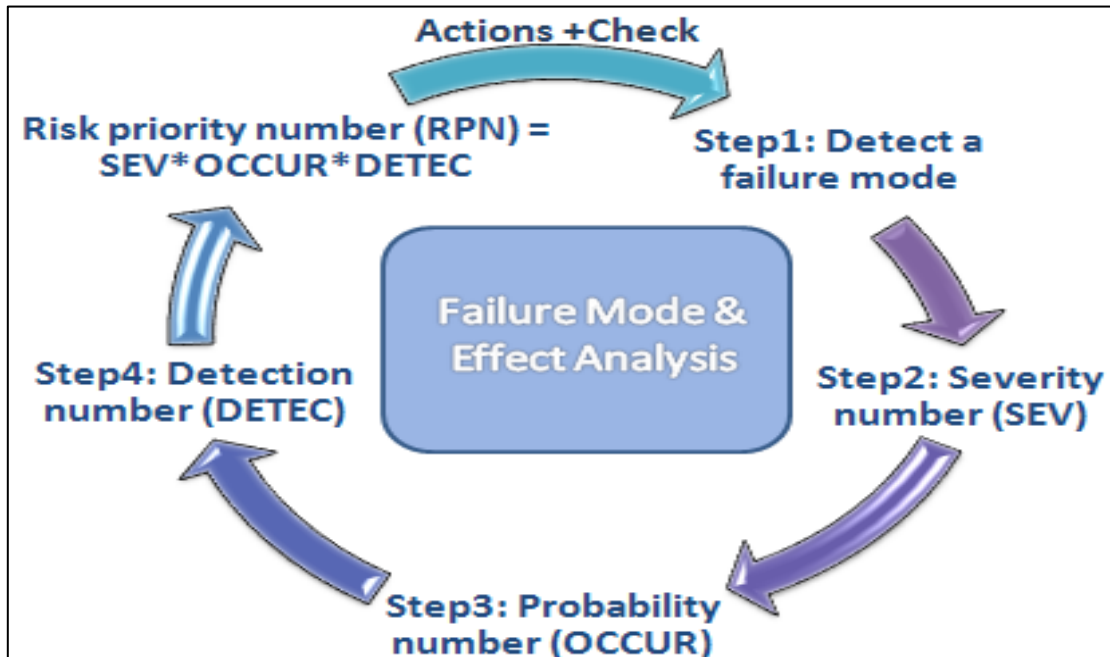 Actions +Check
Risk priority number (RPN) =
SEV*OCCUR*DETEC
Step1: Detect a
failure mode
Failure Mode &
Effect Analysis
Step4: Detection
number (DETEC)
Step2: Severity
number (SEV)
Step3: Probability
number (OCCUR)